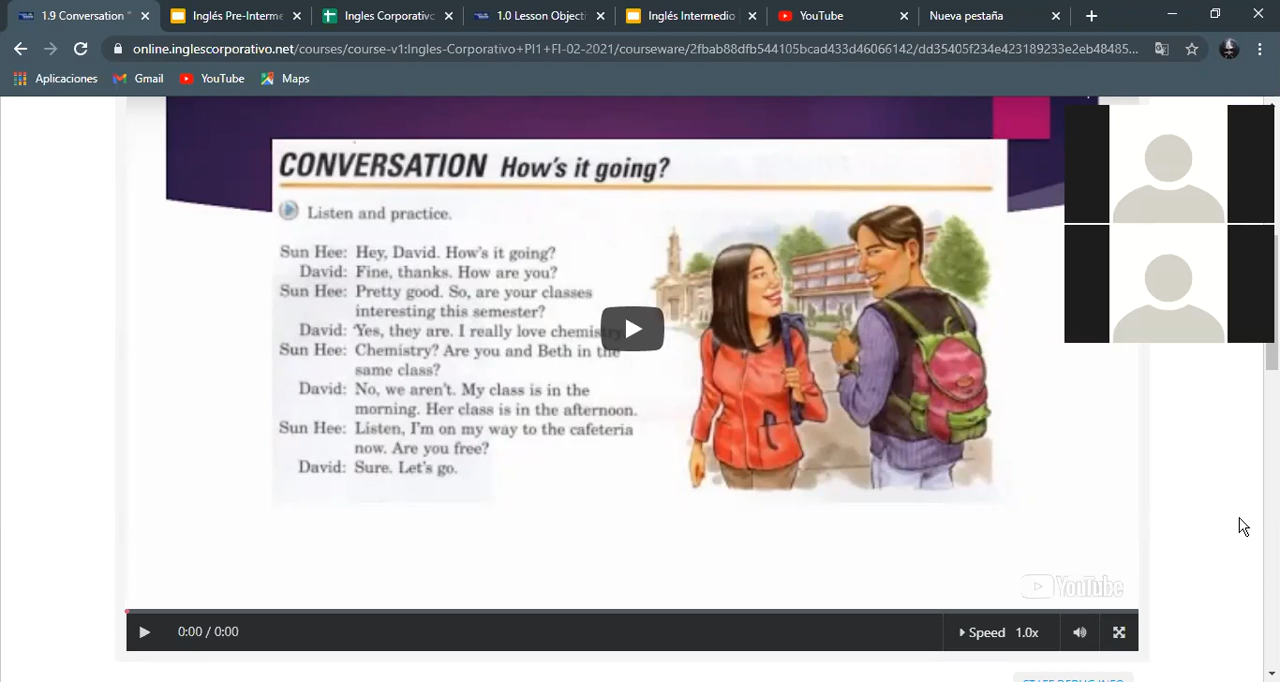 1.9 Conversation "
Inglés Pre-Interme
Ingles Corporativo
1.0 Lesson Objecti
Inglés Intermedio
YouTube
Nueva pestaña
online.inglescorporativo.net/courses/course-v1:Ingles-Corporativo+PI1+FI-02-2021/courseware/2fbab88dfb544105bcad433d46066142/dd35405f234e423189233e2eb48485...
Aplicaciones
Gmail
YouTube
Maps
CONVERSATION How's it going?
Listen and practice.
Sun Hee: Hey, David. How's it going?
David: Fine, thanks. How are you?
Sun Hee: Pretty good. So, are your classes
interesting this semester?
David: Yes, they are. I really love chemistry
Sun Hee: Chemistry? Are you and Beth in the
same class?
David: No, we aren't. My class is in the
morning. Her class is in the afternoon.
Sun Hee: Listen, I'm on my way to the cafeteria
now. Are you free?
David: Sure. Let's go.
YouTube
0:00 / 0:00
Speed 1.0x
STAFF DEBUG INFO